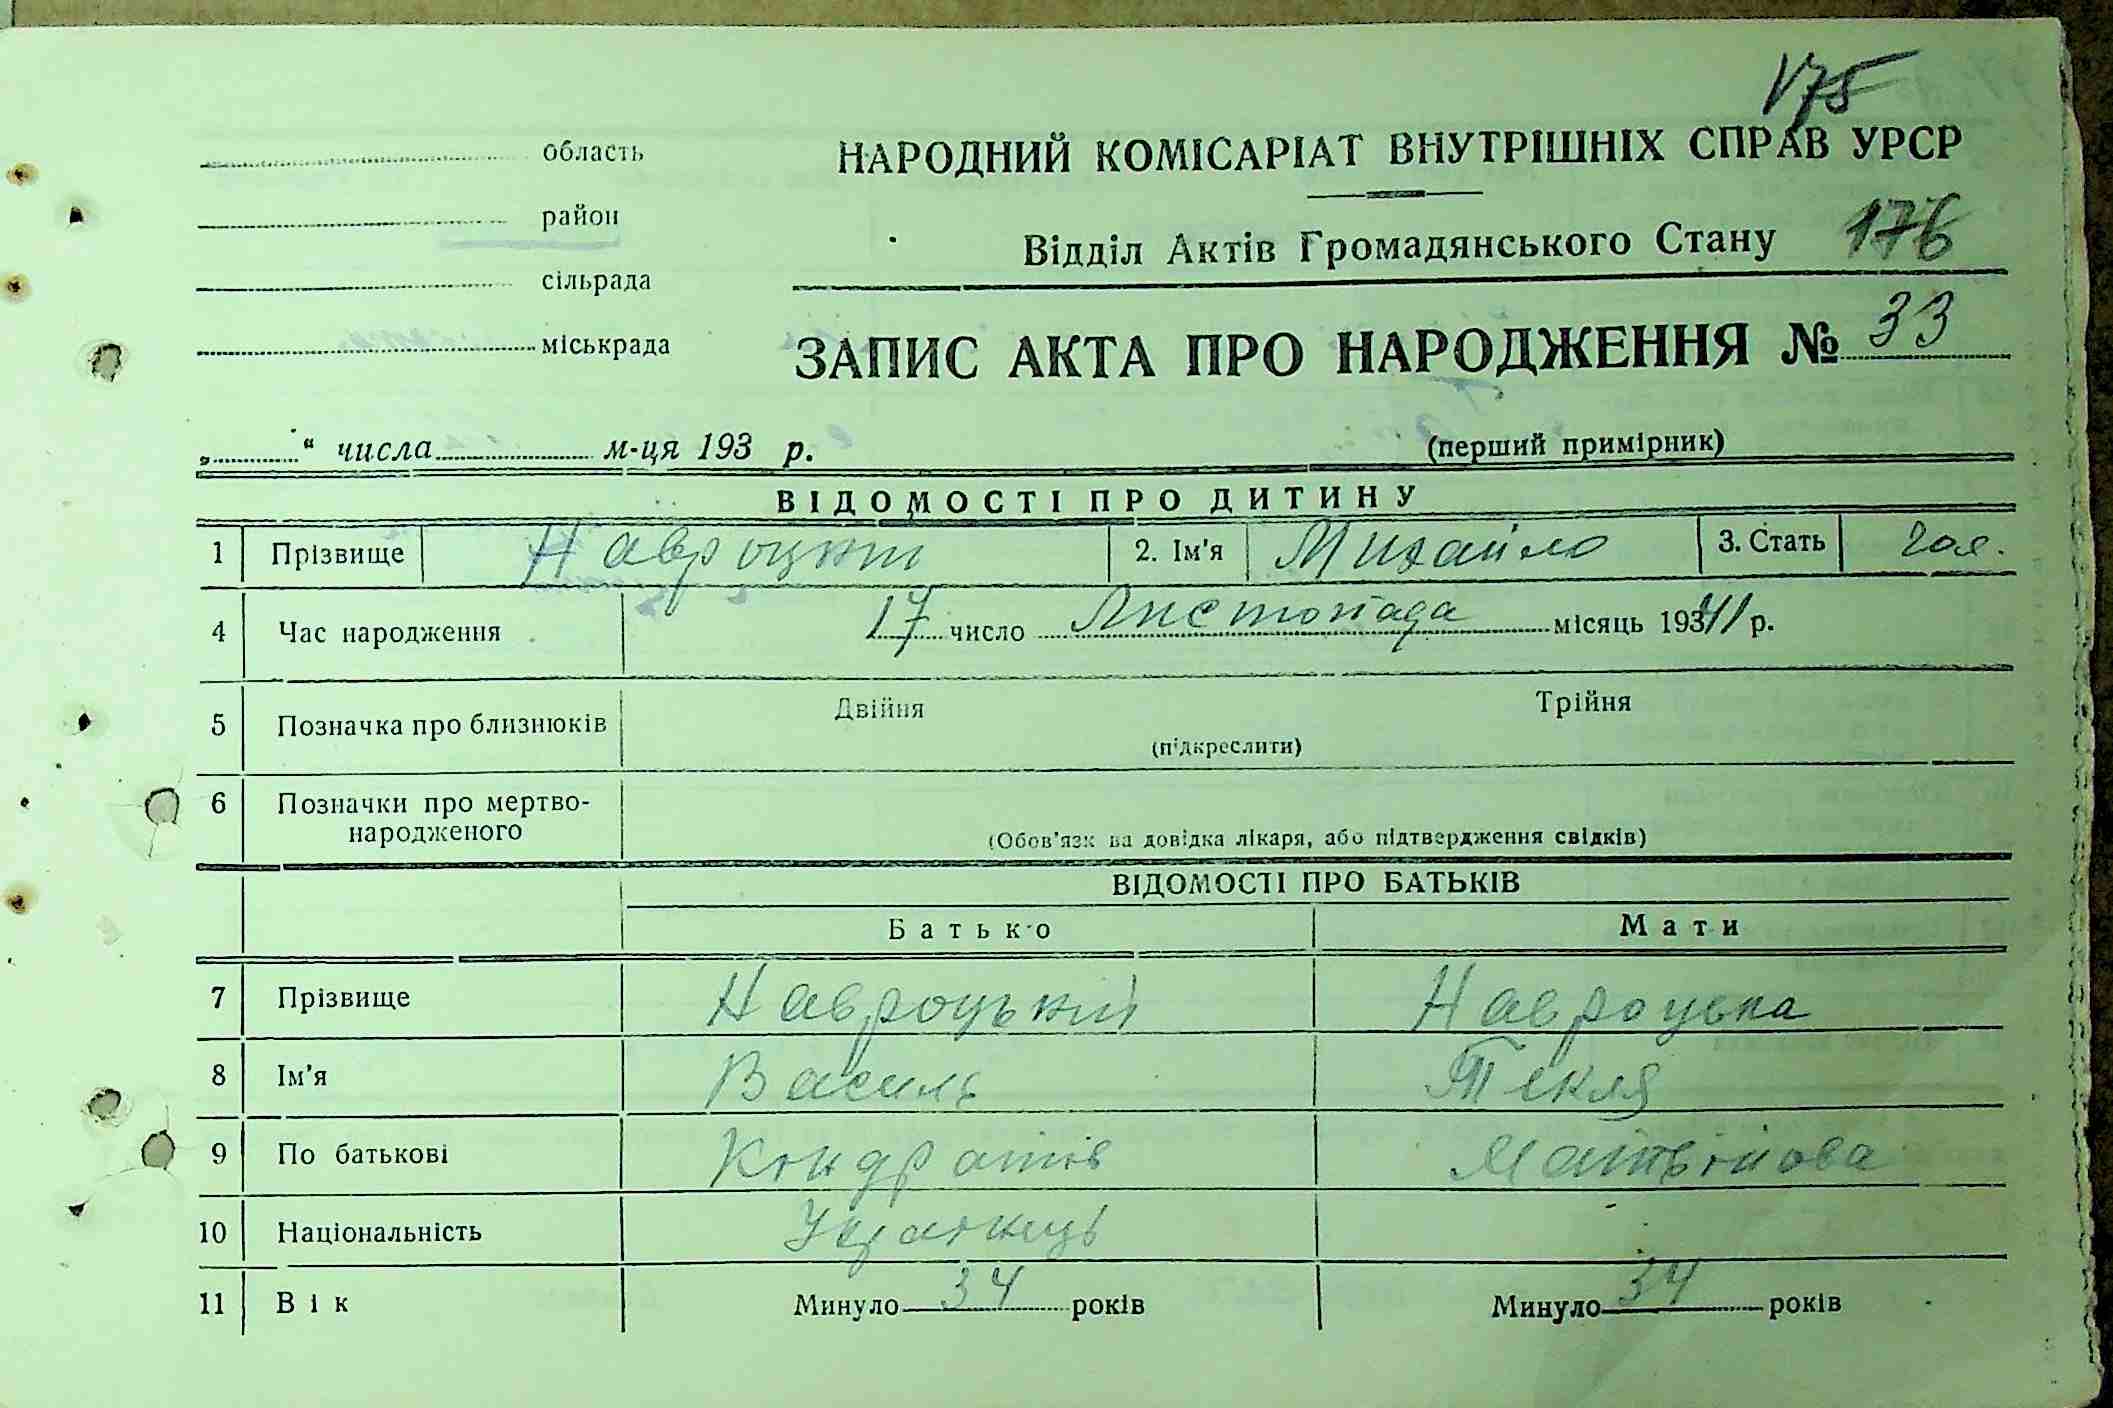 175
область НАРОДНИЙ КОМІСАРІАТ ВНУТРІШНІХ СПРАВ УРСР
район Відділ Актів Громадянського Стану 176
сільрада
міськрада ЗАПИС АКТА ПРО НАРОДЖЕННЯ № 33
„ “ числа м-ця 193 р. (перший примірник)
ВІДОМОСТІ ПРО ДИТИНУ
1 Прізвище Навроцкий 2. Ім'я Михайло 3. Стать чол.
4 Час народження 17 число Листопада місяць 1941 р.
5 Позначка про близнюків Двійня Трійня
(підкреслити)
6 Позначки про мертво-
народженого (Обов'язкова довідка лікаря, або підтвердження свідків)
ВІДОМОСТІ ПРО БАТЬКІВ
Батько Мати
7 Прізвище Навроцький Навроцька
8 Ім'я Василь Текля
9 По батькові Кондратів Матвійова
10 Національність Українець
11 Вік Минуло 34 років Минуло 34 років